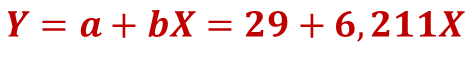 Y = a + bX = 29 + 6,211X